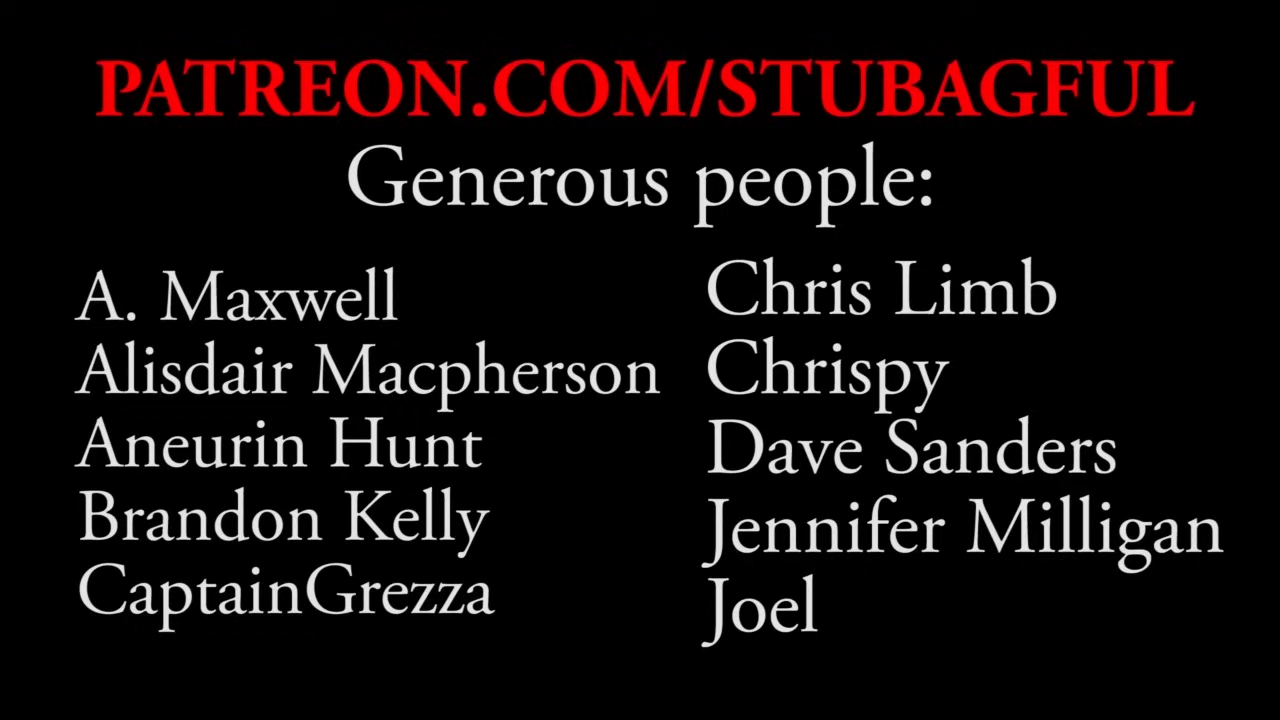 PATREON.COM/STUBAGFUL
Generous people:
A. Maxwell
Alisdair Macpherson
Aneurin Hunt
Brandon Kelly
CaptainGrezza
Chris Limb
Chrispy
Dave Sanders
Jennifer Milligan
Joel